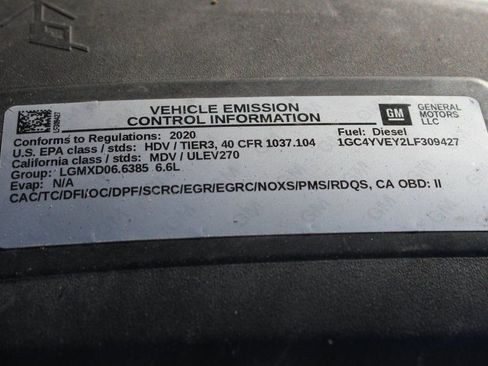 VEHICLE EMISSION
CONTROL INFORMATION
GM
GENERAL
MOTORS
LLC
Conforms to Regulations: 2020
Fuel: Diesel
U.S. EPA class / stds: HDV / TIER3, 40 CFR 1037.104
1GC4YVEY2LF309427
California class / stds: MDV / ULEV270
Group: LGMXD06.6385 6.6L
Evap: N/A
CAC/TC/DFI/OC/DPF/SCRC/EGR/EGRC/NOXS/PMS/RDQS, CA OBD: II